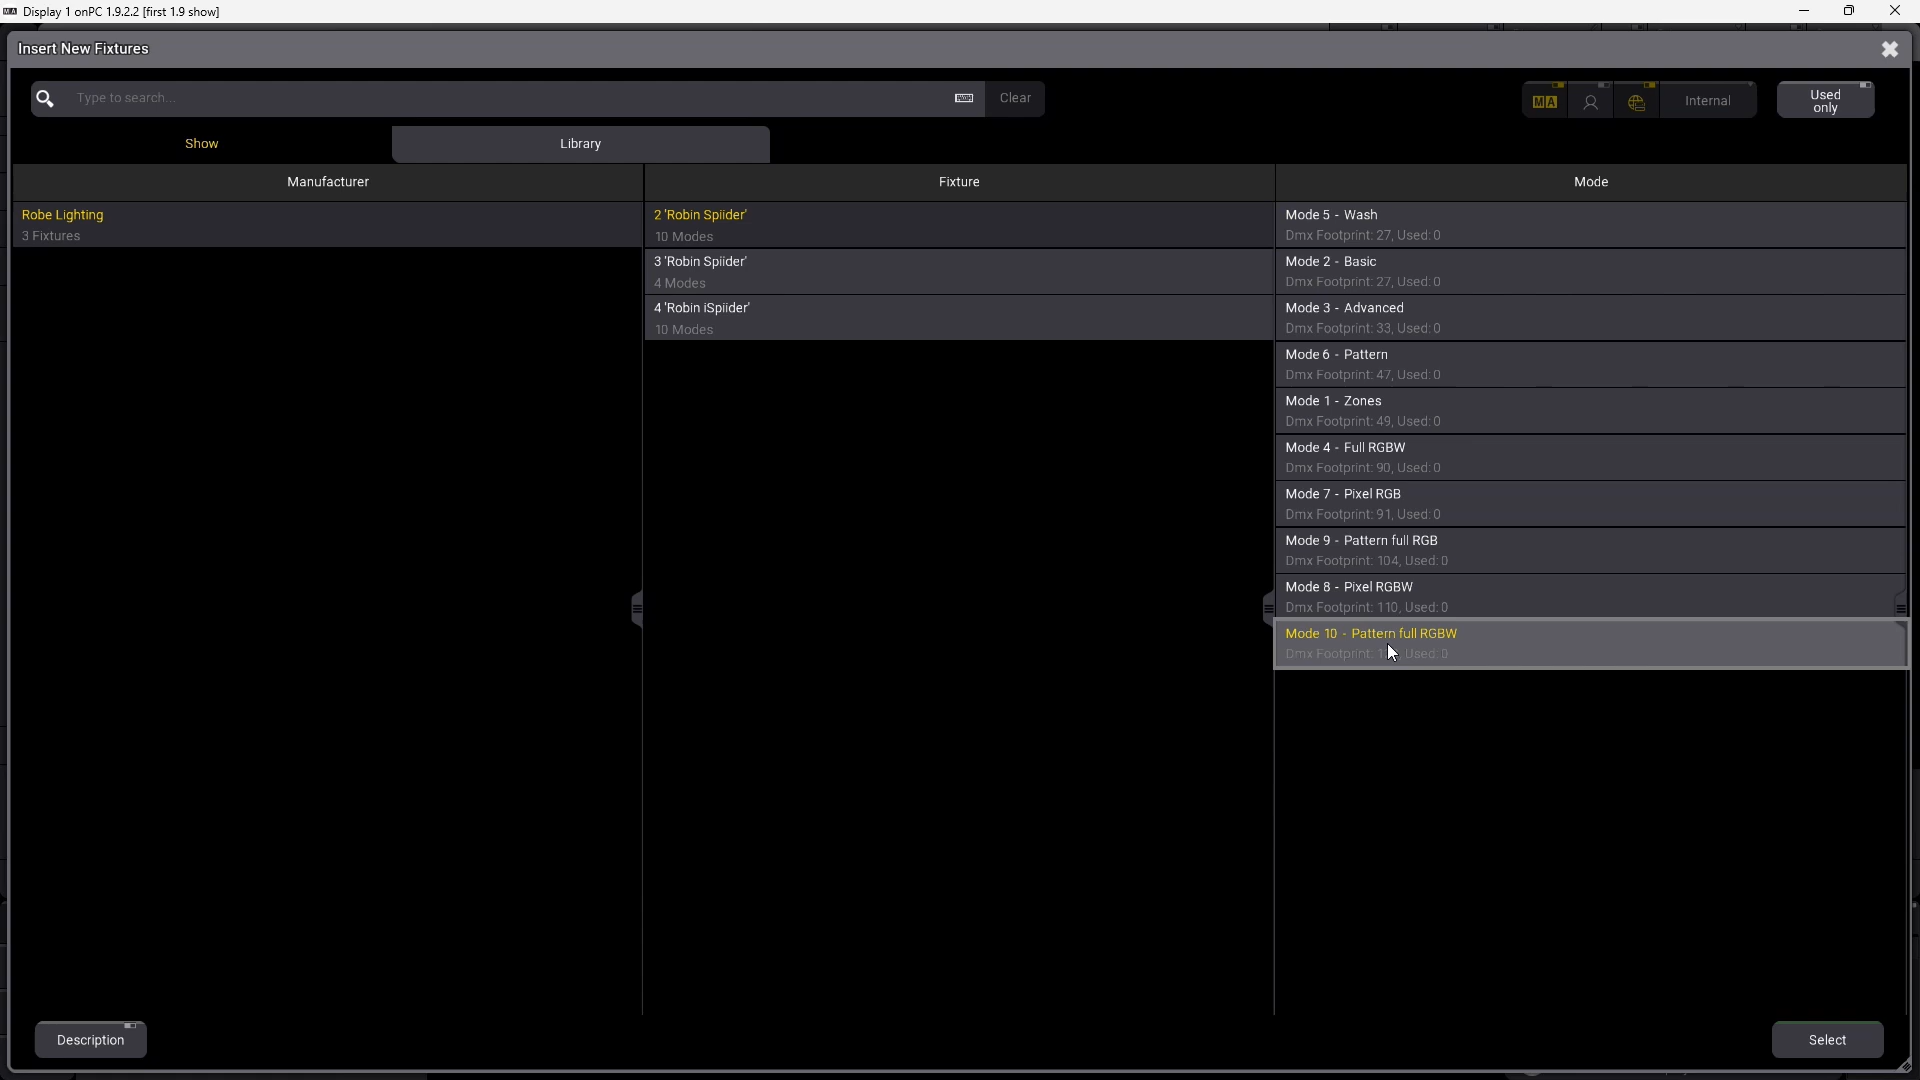 Display 1 onPC 1.9.2.2 [first 1.9 show]
Insert New Fixtures
Type to search...
Clear
MA
Internal
Used
only
Show
Library
Manufacturer
Fixture
Mode
Robe Lighting
3 Fixtures
2 'Robin Spiider'
10 Modes
3 'Robin Spiider'
4 Modes
4 'Robin iSpiider'
10 Modes
Mode 5 - Wash
Dmx Footprint: 27, Used: 0
Mode 2 - Basic
Dmx Footprint: 27, Used: 0
Mode 3 - Advanced
Dmx Footprint: 33, Used: 0
Mode 6 - Pattern
Dmx Footprint: 47, Used: 0
Mode 1 - Zones
Dmx Footprint: 49, Used: 0
Mode 4 - Full RGBW
Dmx Footprint: 90, Used: 0
Mode 7 - Pixel RGB
Dmx Footprint: 91, Used: 0
Mode 9 - Pattern full RGB
Dmx Footprint: 104, Used: 0
Mode 8 - Pixel RGBW
Dmx Footprint: 110, Used: 0
Mode 10 - Pattern full RGBW
Dmx Footprint: Used: 0
Description
Select